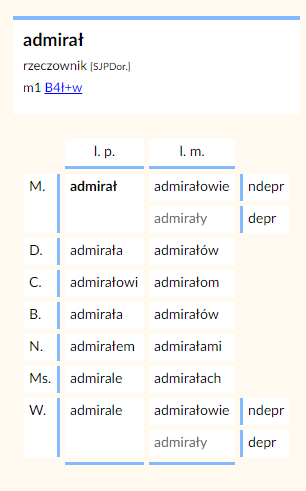 admirał
rzeczownik [SJPDor.]
m1 B4ł+w
l. p. l. m.
M. admirał admirałowie ndepr
admirały depr
D. admirała admirałów
C. admirałowi admirałom
B. admirała admirałów
N. admirałem admirałami
Ms. admirale admirałach
W. admirale admirałowie ndepr
admirały depr